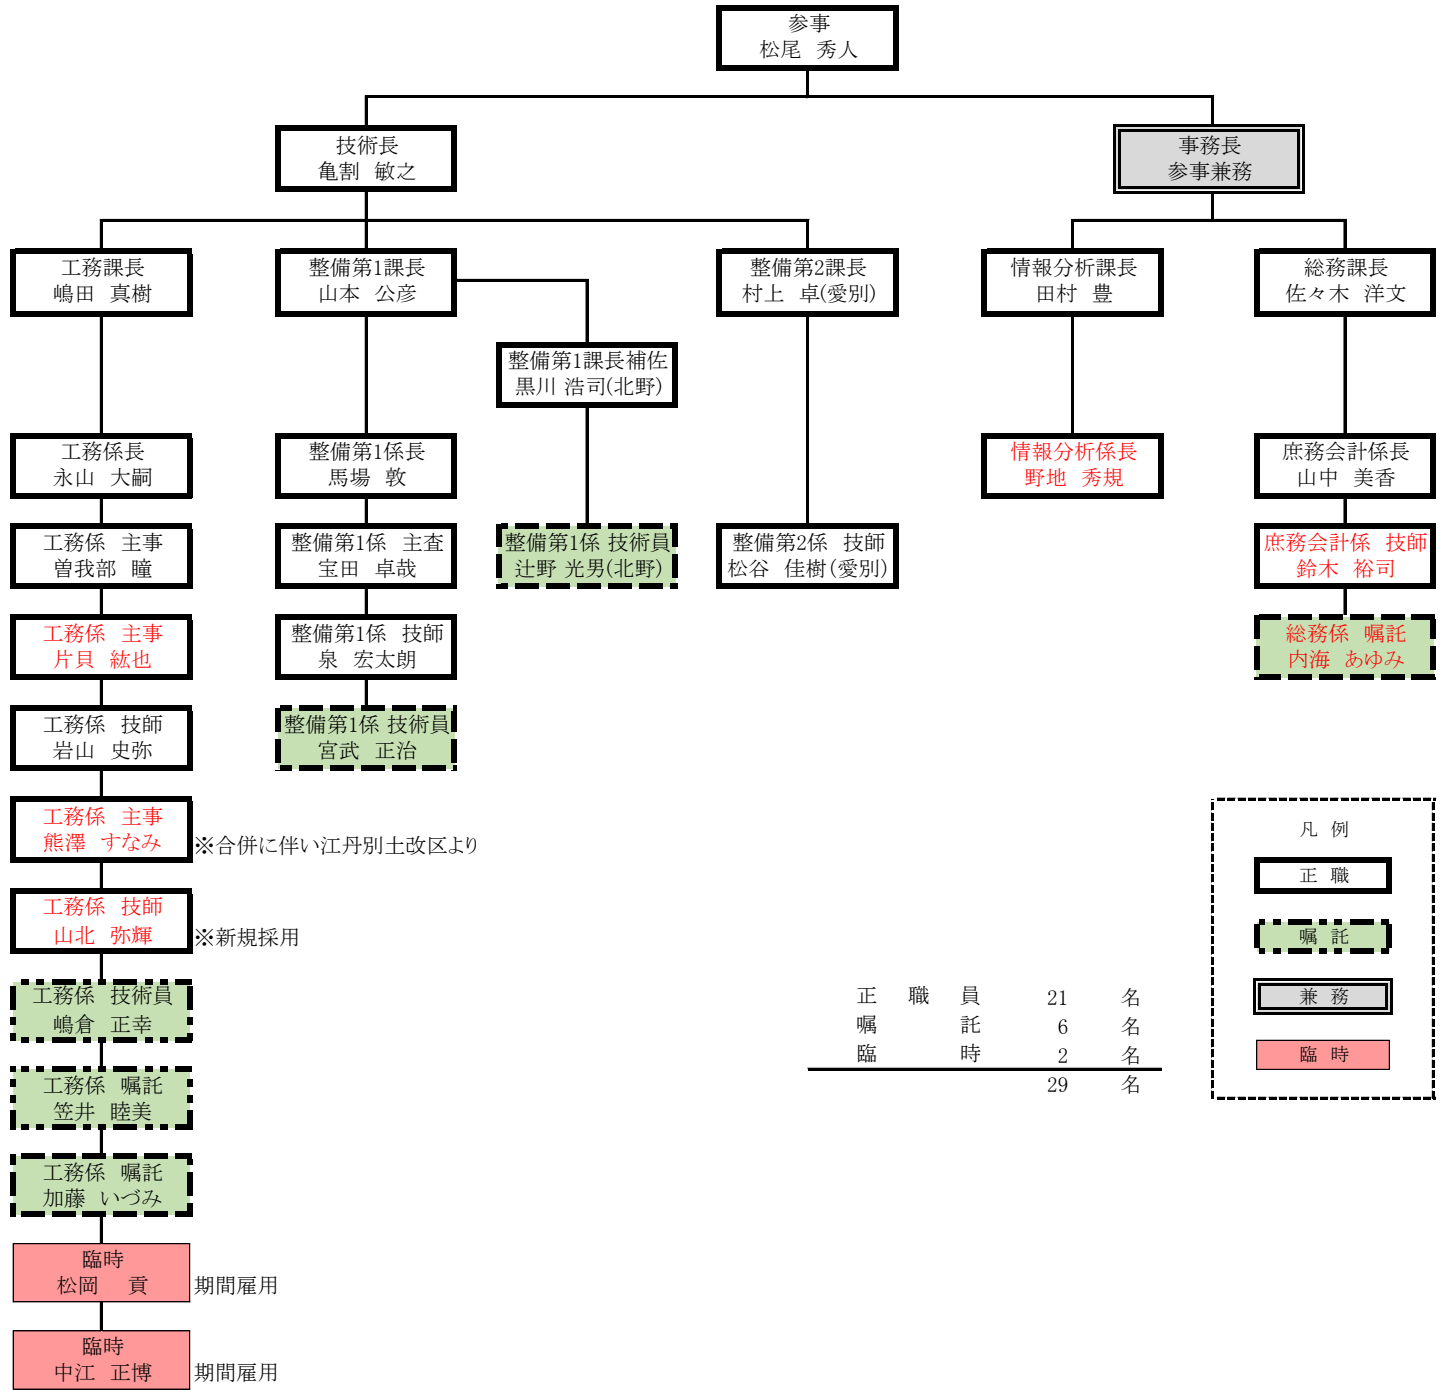 参事
松尾 秀人
技術長
亀割 敏之
事務長
参事兼務
工務課長
嶋田 真樹
整備第1課長
山本 公彦
整備第2課長
村上 卓(愛別)
情報分析課長
田村 豊
総務課長
佐々木 洋文
整備第1課長補佐
黒川 浩司(北野)
工務係長
永山 大嗣
整備第1係長
馬場 敦
情報分析係長
野地 秀規
庶務会計係長
山中 美香
工務係 主事
曽我部 瞳
整備第1係 主査
宝田 卓哉
整備第1係 技術員
辻野 光男(北野)
整備第2係 技師
松谷 佳樹(愛別)
庶務会計係 技師
鈴木 裕司
工務係 主事
片貝 紘也
整備第1係 技師
泉 宏太朗
総務係 嘱託
内海 あゆみ
工務係 技師
岩山 史弥
整備第1係 技術員
宮武 正治
工務係 主事
熊澤 すなみ
※合併に伴い江丹別土改区より
工務係 技師
山北 弥輝
※新規採用
工務係 技術員
嶋倉 正幸
工務係 嘱託
笠井 睦美
工務係 嘱託
加藤 いづみ
臨時
松岡 貢
期間雇用
臨時
中江 正博
期間雇用
正 職 員 21 名
嘱 託 6 名
臨 時 2 名
29 名
凡 例
正 職
嘱 託
兼 務
臨 時